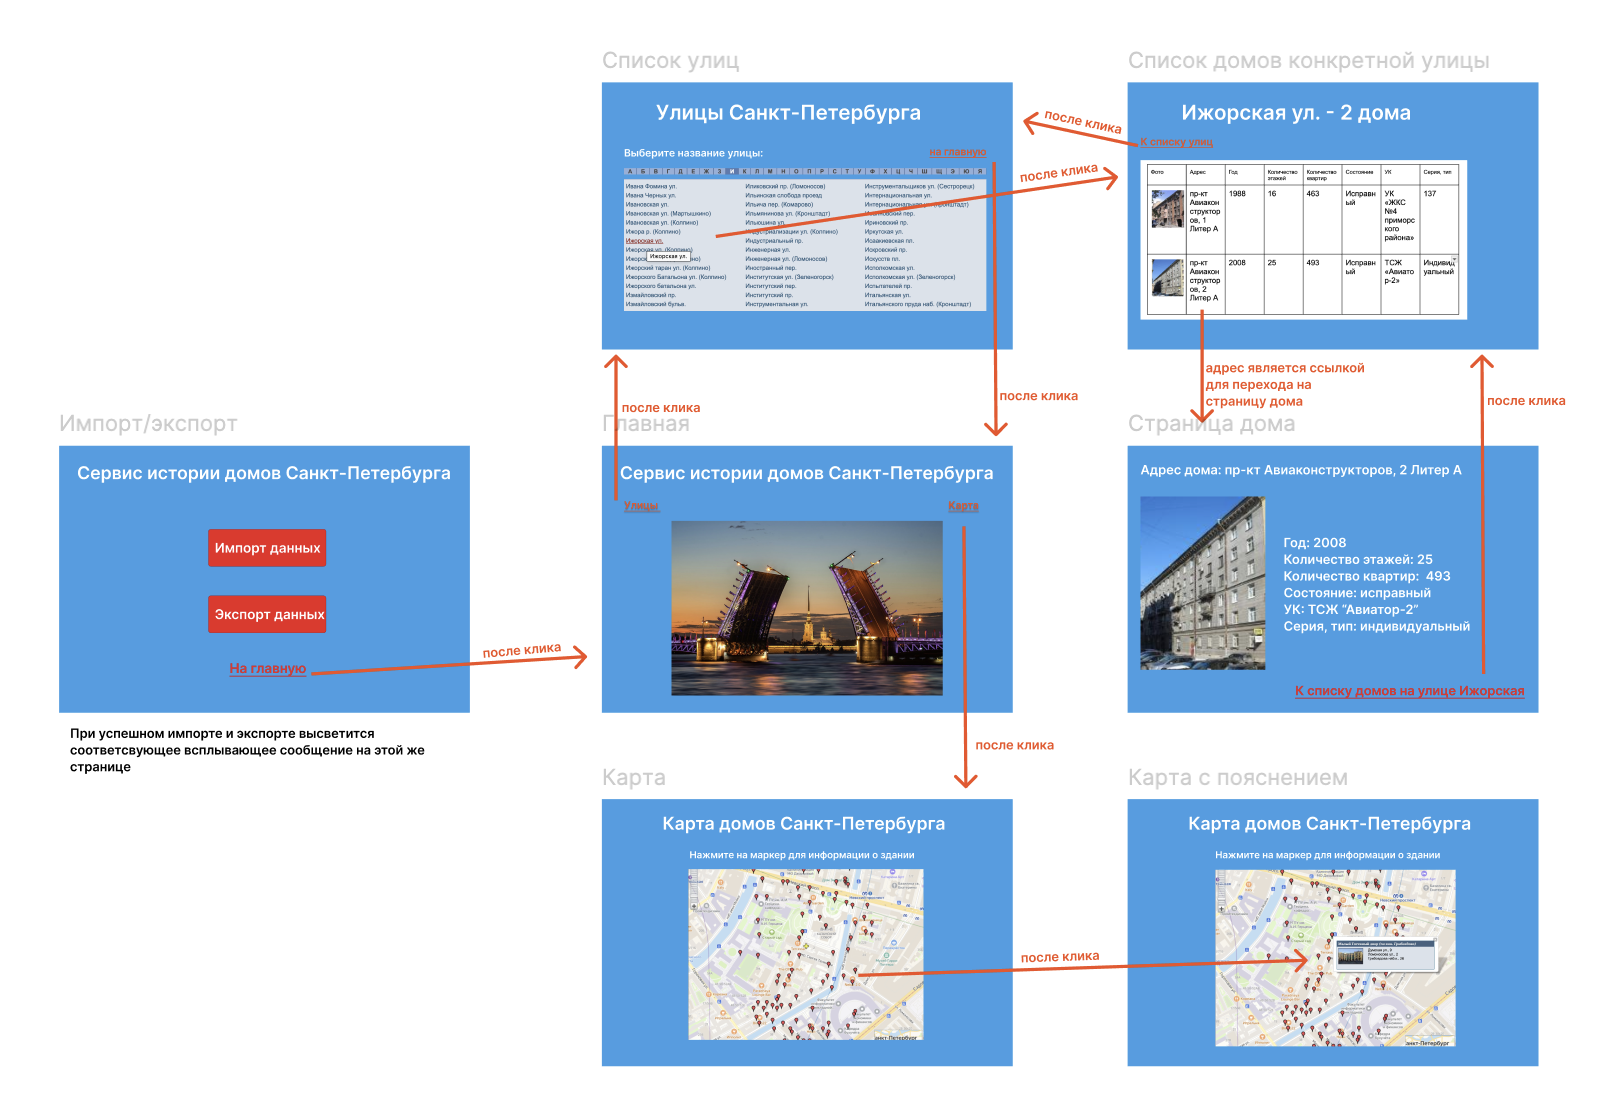 Список улиц
Улицы Санкт-Петербурга
Выберите название улицы:
на главную
А Б В Г Д Е Ж З И К Л М Н О П Р С Т У Ф Х Ц Ч Ш Щ Э Ю Я
Ивана Фомина ул.
Ивана Черных ул.
Ивановская ул.
Ивановская ул. (Мартышкино)
Ивановская ул. (Колпино)
Ижора р. (Колпино)
Ижорская ул.
Ижорская ул. (Колпино)
Ижорская ул.
Ижорский таран ул. (Колпино)
Ижорского Батальона ул. (Колпино)
Ижорского батальона ул.
Измайловский пр.
Измайловский бульв.
Иликовский пр. (Ломоносов)
Ильинская слобода проезд
Ильича пер. (Комарово)
Ильмянинова ул. (Кронштадт)
Ильюшина ул.
Индустриализации ул. (Колпино)
Индустриальный пр.
Инженерная ул.
Инженерная ул. (Ломоносов)
Иностранный пер.
Институтская ул. (Зеленогорск)
Институтский пер.
Институтский пр.
Инструментальная ул.
Инструментальщиков ул. (Сестрорецк)
Интернациональная ул.
Интернациональная ул. (Кронштадт)
пер.
Ириновский пр.
Иркутская ул.
Исаакиевская пл.
Искровский пр.
Искусств пл.
Исполкомская ул.
Исполкомская ул. (Зеленогорск)
Испытателей пр.
Итальянская ул.
Итальянского пруда наб. (Кронштадт)
после клика
после клика
Список домов конкретной улицы
Ижорская ул. - 2 дома
К списку улиц
Фото Адрес Год Количество этажей Количество квартир Состояние УК Серия, тип
пр-кт Авиаконструкторов, 1 Литер А 1988 16 463 Исправный УК «ЖКС №4 приморского района» 137
пр-кт Авиаконструкторов, 2 Литер А 2008 25 493 Исправный ТСЖ «Авиатор-2» Индивидуальный
после клика
после клика
адрес является ссылкой
для перехода на
страницу дома
после клика
Импорт/экспорт
Сервис истории домов Санкт-Петербурга
Импорт данных
Экспорт данных
На главную
после клика
При успешном импорте и экспорте высветится
соответсвующее всплывающее сообщение на этой же
странице
Главная
Сервис истории домов Санкт-Петербурга
Улицы
Карта
после клика
Страница дома
Адрес дома: пр-кт Авиаконструкторов, 2 Литер А
Год: 2008
Количество этажей: 25
Количество квартир: 493
Состояние: исправный
УК: ТСЖ "Авиатор-2"
Серия, тип: индивидуальный
К списку домов на улице Ижорская
Карта
Карта домов Санкт-Петербурга
Нажмите на маркер для информации о здании
анкт-Петербург
после клика
Карта с пояснением
Карта домов Санкт-Петербурга
Нажмите на маркер для информации о здании
анкт-Петербург